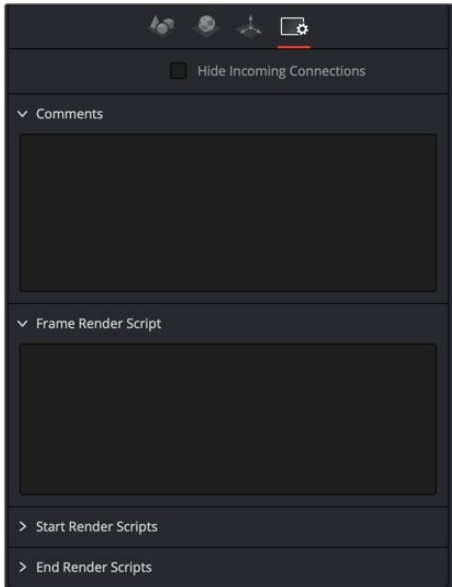 Hide Incoming Connections
Comments
Frame Render Script
Start Render Scripts
End Render Scripts